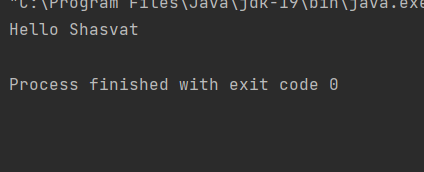 "C:\Program Files\Java\jdk-19\bin\java.exe
Hello Shasvat
Process finished with exit code 0